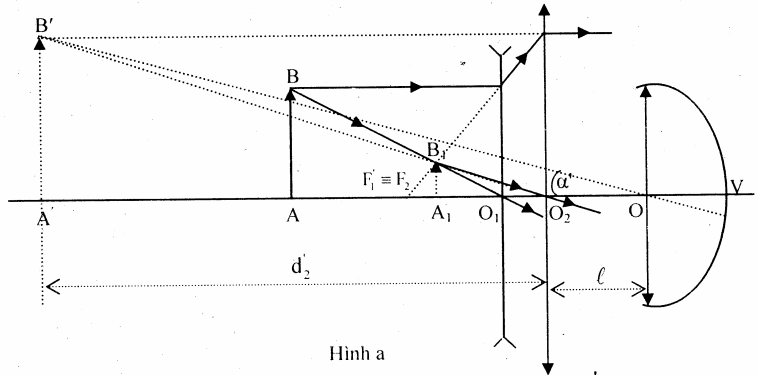 B'
B
B₁
F₁' ≡ F₂
α'
V
A'
A
A₁
O₁
O₂
O
d₂'
ℓ
Hình a